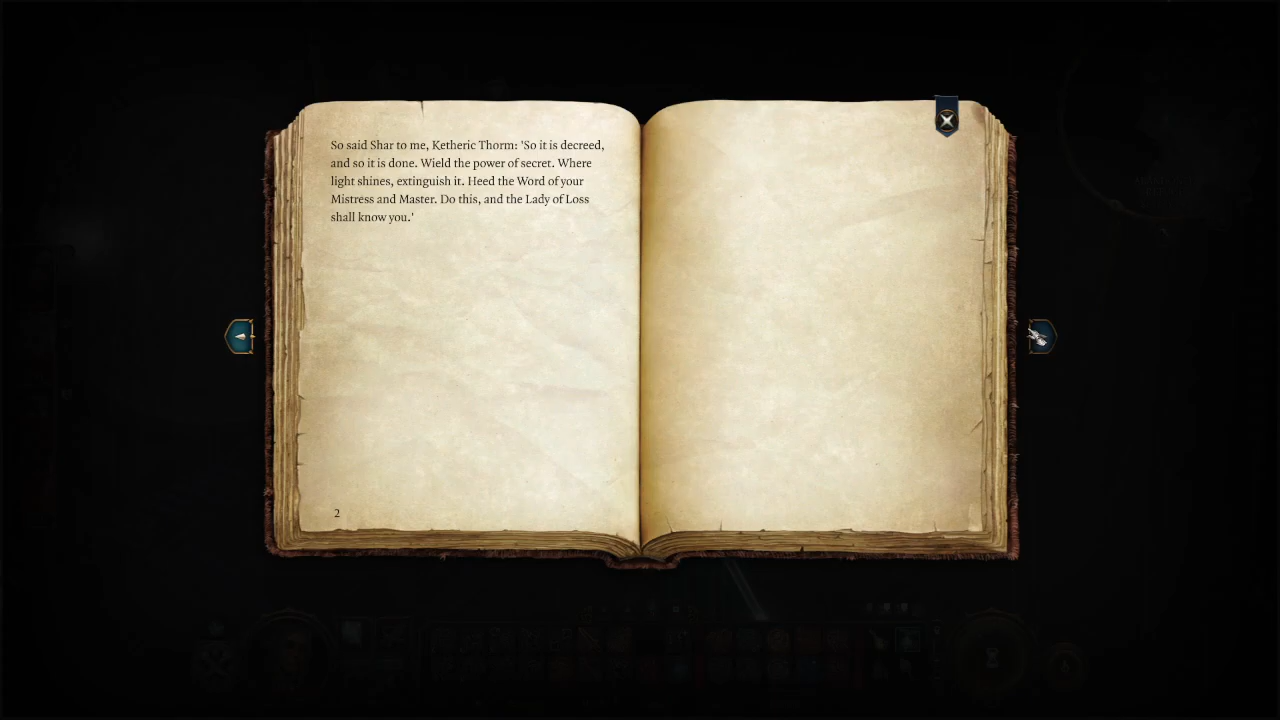 So said Shar to me, Ketheric Thorm: 'So it is decreed,
and so it is done. Wield the power of secret. Where
light shines, extinguish it. Heed the Word of your
Mistress and Master. Do this, and the Lady of Loss
shall know you.'
2